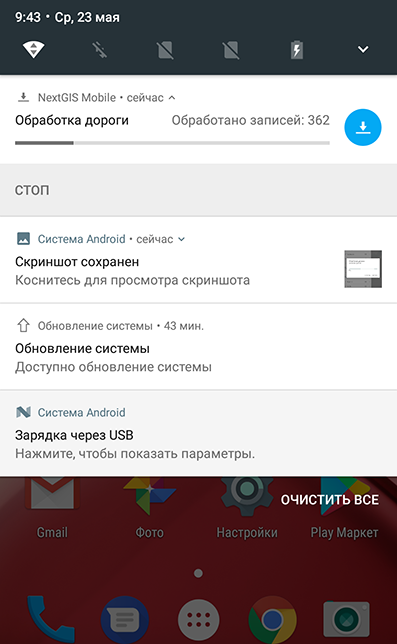 9:43 • Ср, 23 мая
NextGIS Mobile • сейчас
Обработка дороги Обработано записей: 362
СТОП
Система Android • сейчас
Скриншот сохранен
Коснитесь для просмотра скриншота
Обновление системы • 43 мин.
Обновление системы
Доступно обновление системы
Система Android
Зарядка через USB
Нажмите, чтобы показать параметры.
ОЧИСТИТЬ ВСЕ
Gmail Фото Настройки Play Маркет